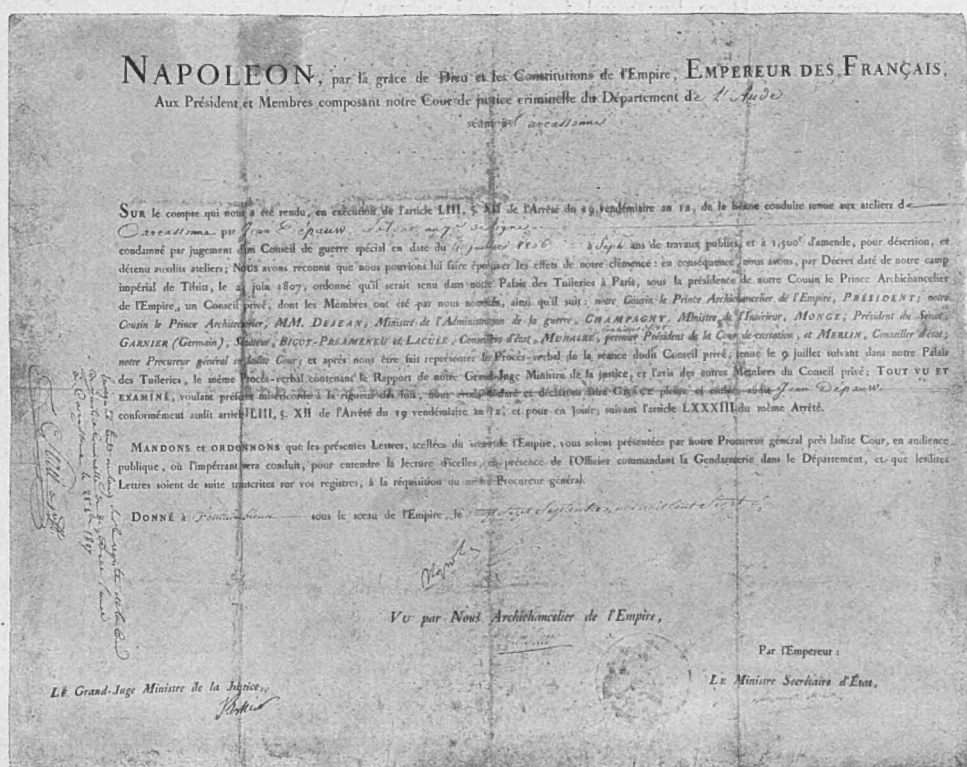 NAPOLEON, par la grâce de Dieu et les Constitutions de l'Empire, EMPEREUR DES FRANÇAIS,
Aux Président et Membres composant notre Cour de justice criminelle du Département de l'Aude
séant à Carcassonne
SUR le compte qui nous a été rendu, en exécution de l'article LIII, §. XII de l'Arrêté du 19 vendémiaire an 12, de la bonne conduite tenue aux ateliers de
Carcassonne par Jean Depauw,
condamné par jugement d'un Conseil de guerre spécial en date du juillet 1806 à Sept ans de travaux publics, et à 1,500f d'amende, pour désertion, et
détenu auxdits ateliers; NOUS avons reconnu que nous pouvions lui faire éprouver les effets de notre clémence : en conséquence, nous avons, par Décret daté de notre camp
impérial de Tilsit, le juin 1807, ordonné qu'il serait tenu dans notre Palais des Tuileries à Paris, sous la présidence de notre Cousin le Prince Archichancelier
de l'Empire, un Conseil privé, dont les Membres ont été par nous nommés, ainsi qu'il suit : notre Cousin le Prince Archichancelier de l'Empire, PRÉSIDENT; notre
Cousin le Prince Architrésorier, MM. DEJEAN, Ministre de l'Administration de la guerre, CHAMPAGNY, Ministre de l'Intérieur, MONGE, Président du Sénat,
GARNIER (Germain), Sénateur, BIGOT-PRÉAMENEU et LACUÉE, Conseillers d'état, MURAIRE, premier Président de la Cour de cassation, et MERLIN, Conseiller d'état,
notre Procureur général en ladite Cour; et après nous être fait représenter le Procès-verbal de la séance dudit Conseil privé, tenue le 9 juillet suivant dans notre Palais
des Tuileries, le même Procès-verbal contenant le Rapport de notre Grand-Juge Ministre de la justice, et l'avis des autres Membres du Conseil privé; TOUT VU ET
EXAMINÉ, voulant préférer miséricorde à la rigueur des lois, nous avons déclaré et déclarons faire GRACE pleine et entière audit Jean Depauw
conformément audit article LIII, §. XII de l'Arrêté du 19 vendémiaire an 12, et pour en jouir, suivant l'article LXXXIII du même Arrêté.
MANDONS et ORDONNONS que les présentes Lettres, scellées du sceau de l'Empire, vous soient présentées par notre Procureur général près ladite Cour, en audience
publique, où l'impétrant sera conduit, pour entendre la lecture d'icelles, en présence de l'Officier commandant la Gendarmerie dans le Département, et que lesdites
Lettres soient de suite transcrites sur vos registres, à la réquisition du même Procureur général.
DONNÉ à sous le sceau de l'Empire, le Septembre mil huit cent Sept
Napole
VU par Nous Archichancelier de l'Empire,
Par l'Empereur :
LE Grand-Juge Ministre de la Justice,
LE Ministre Secrétaire d'État,